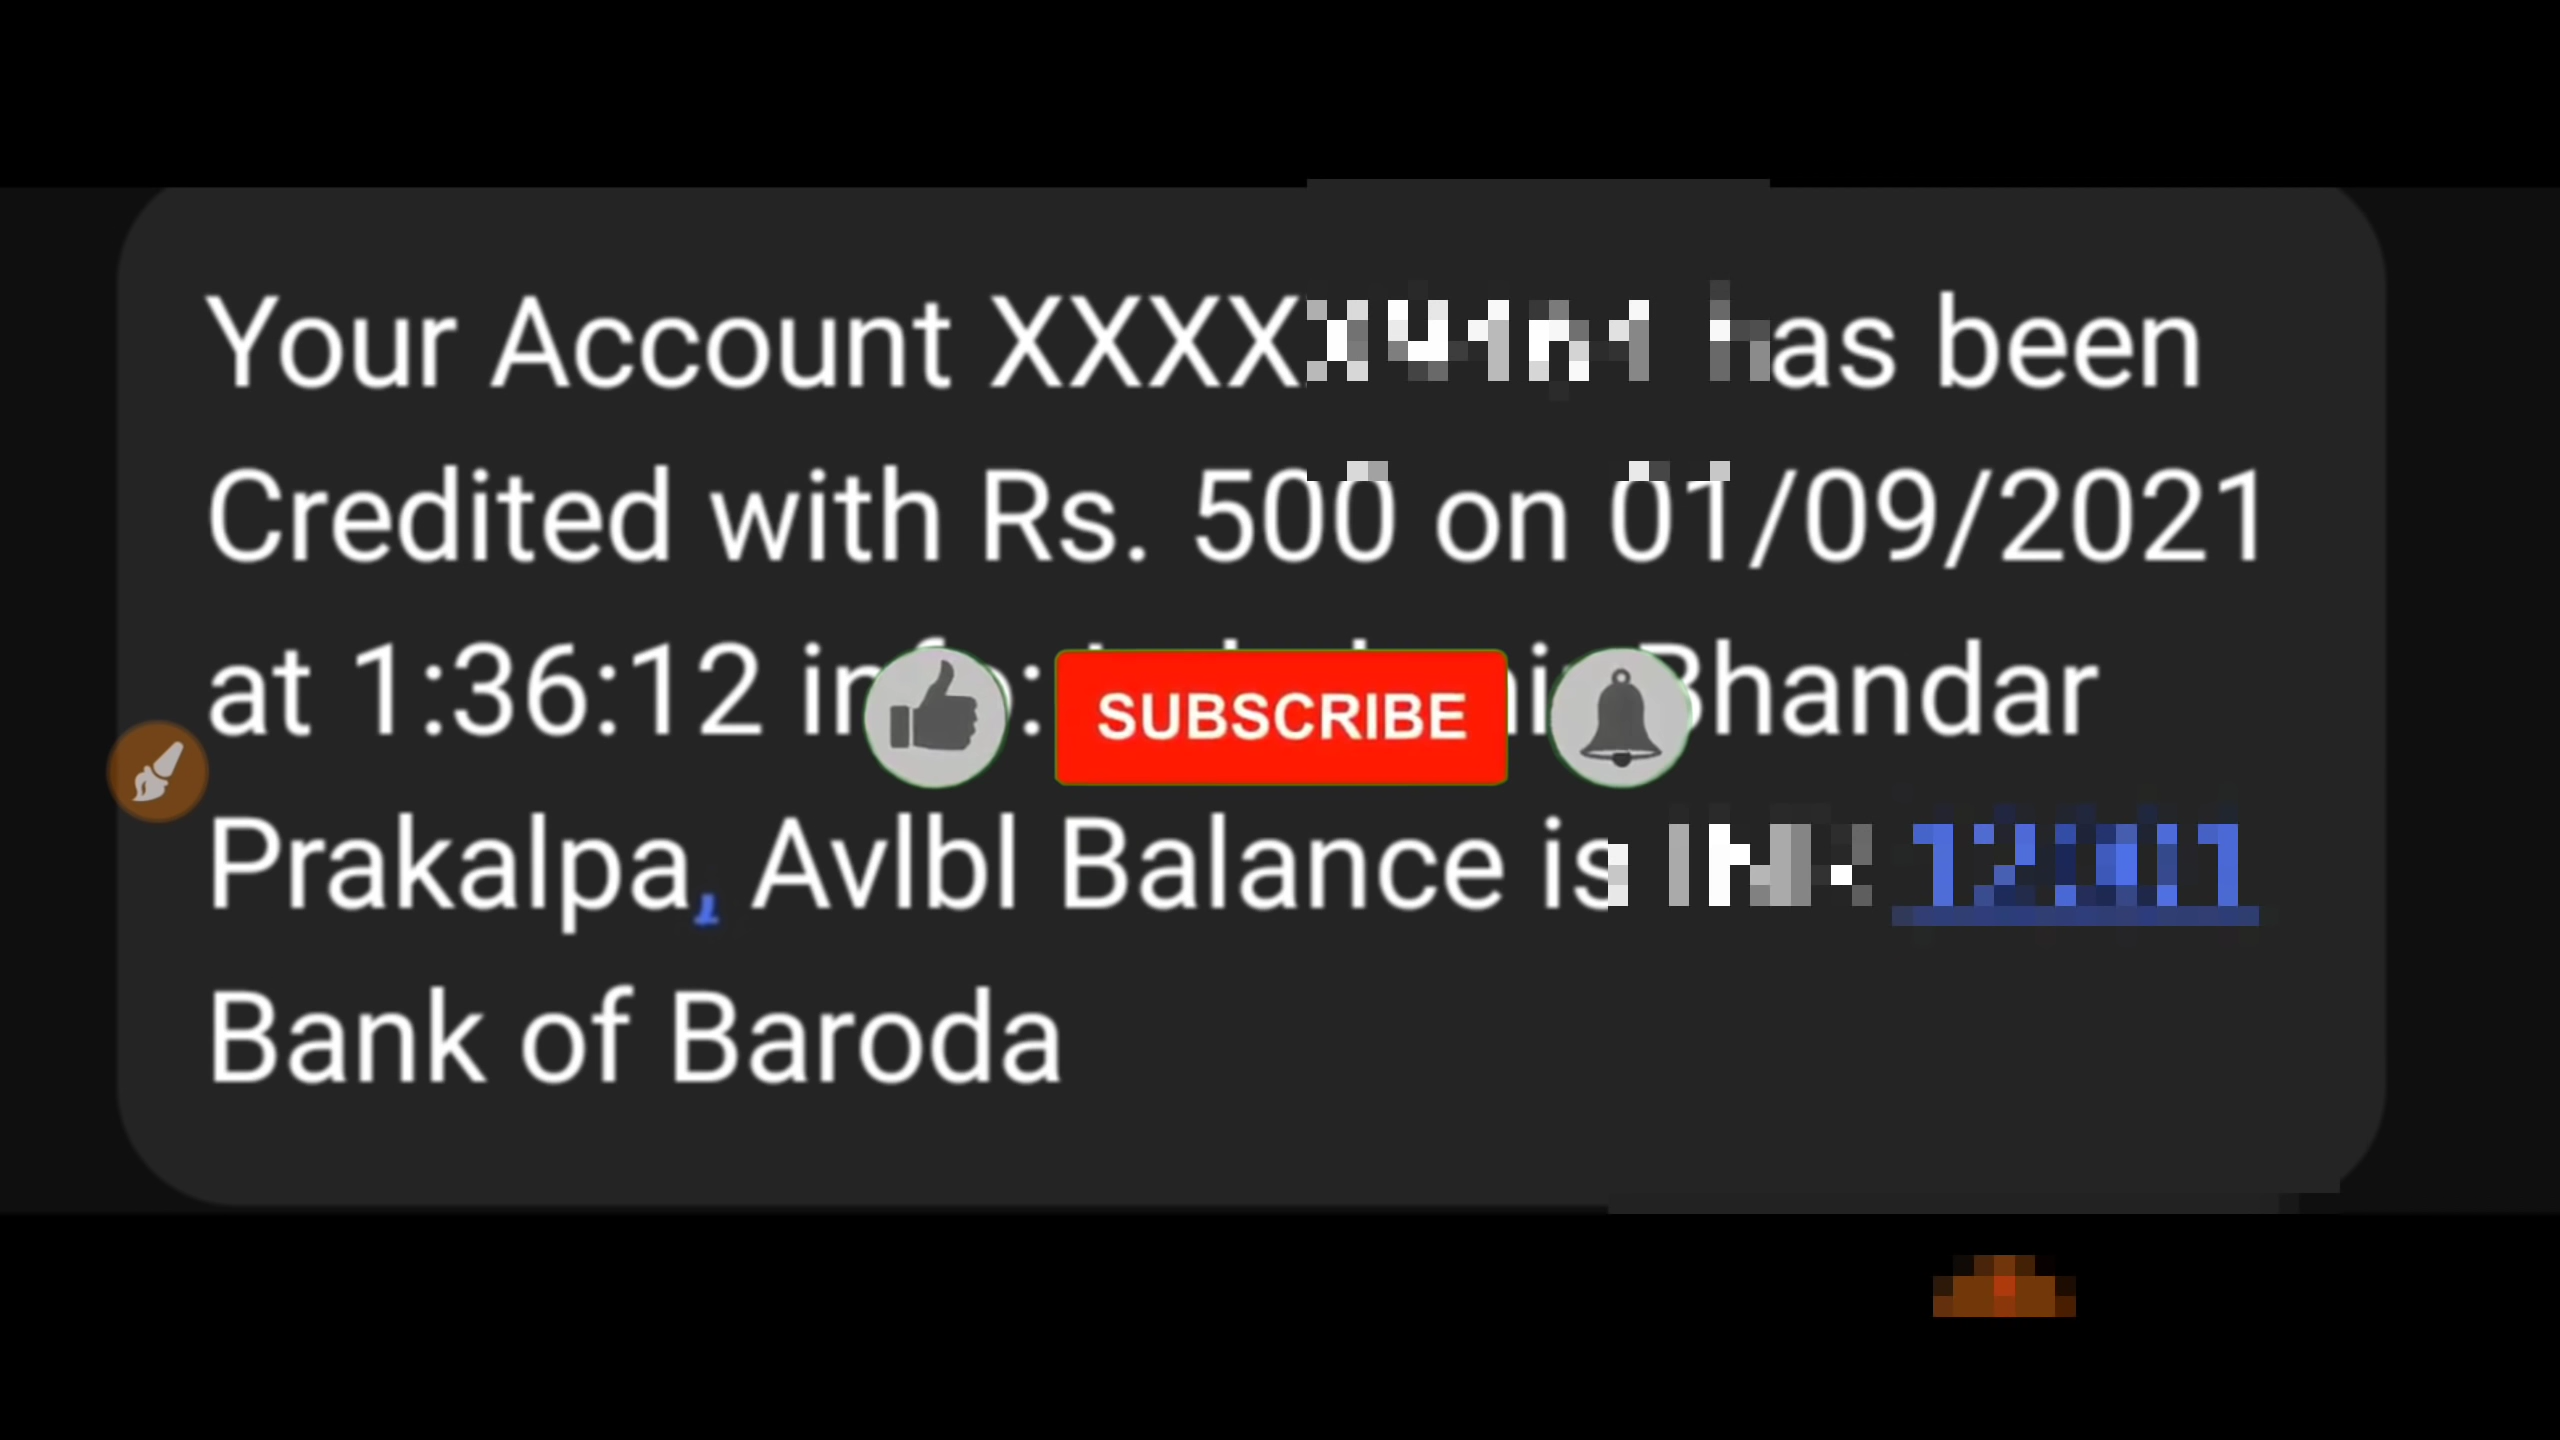 Your Account XXXX has been
Credited with Rs. 500 on 01/09/2021
at 1:36:12 Bhandar
SUBSCRIBE
Prakalpa, Avlbl Balance is
Bank of Baroda